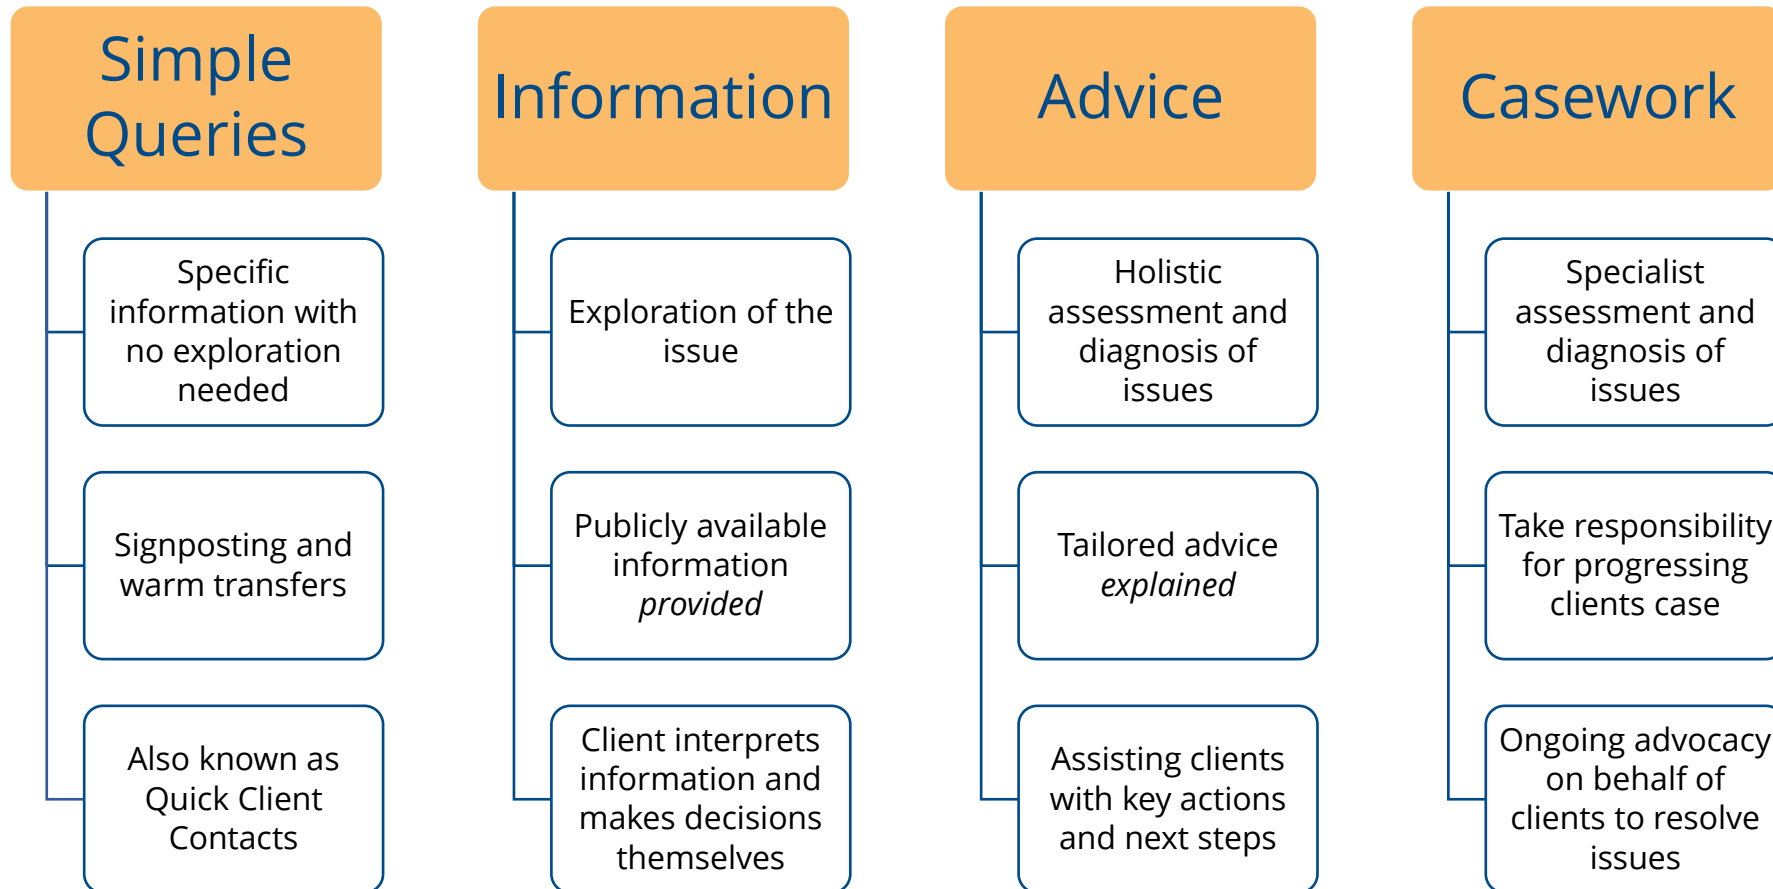 Simple
Queries
Specific
information with
no exploration
needed
Signposting and
warm transfers
Also known as
Quick Client
Contacts
Information
Exploration of the
issue
Publicly available
information
provided
Client interprets
information and
makes decisions
themselves
Advice
Holistic
assessment and
diagnosis of
issues
Tailored advice
explained
Assisting clients
with key actions
and next steps
Casework
Specialist
assessment and
diagnosis of
issues
Take responsibility
for progressing
clients case
Ongoing advocacy
on behalf of
clients to resolve
issues